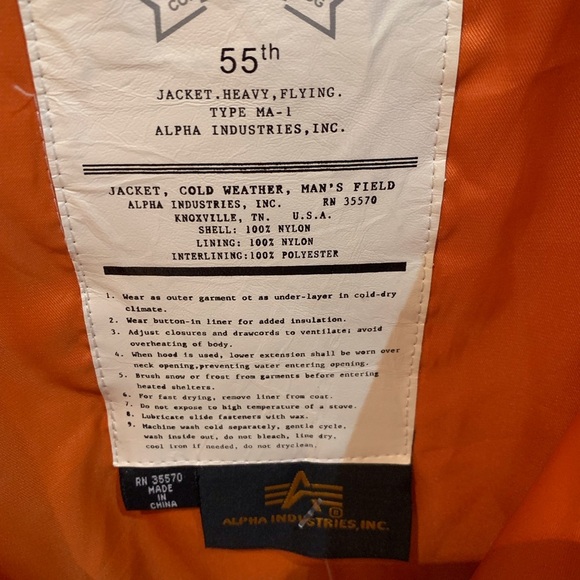 55th
JACKET.HEAVY,FLYING.
TYPE MA-1
ALPHA INDUSTRIES,INC.
JACKET, COLD WEATHER, MAN'S FIELD
ALPHA INDUSTRIES, INC. RN 35570
KNOXVILLE, TN. U.S.A.
SHELL: 100% NYLON
LINING: 100% NYLON
INTERLINING:100% POLYESTER
1. Wear as outer garment ot as under-layer in cold-dry
climate.
2. Wear button-in liner for added insulation.
3. Adjust closures and drawcords to ventilate; avoid
overheating of body.
4. When hood is used, lower extension shall be worn over
neck opening,preventing water entering opening.
5. Brush snow or frost from garments before entering
heated shelters.
6. For fast drying, remove liner from coat.
7. Do not expose to high temperature of a stove.
8. Lubricate slide fasteners with wax.
9. Machine wash cold separately, gentle cycle,
wash inside out, do not bleach, line dry,
cool iron if needed, do not dryclean.
RN 35570
MADE
IN
CHINA
ALPHA INDUSTRIES, INC.